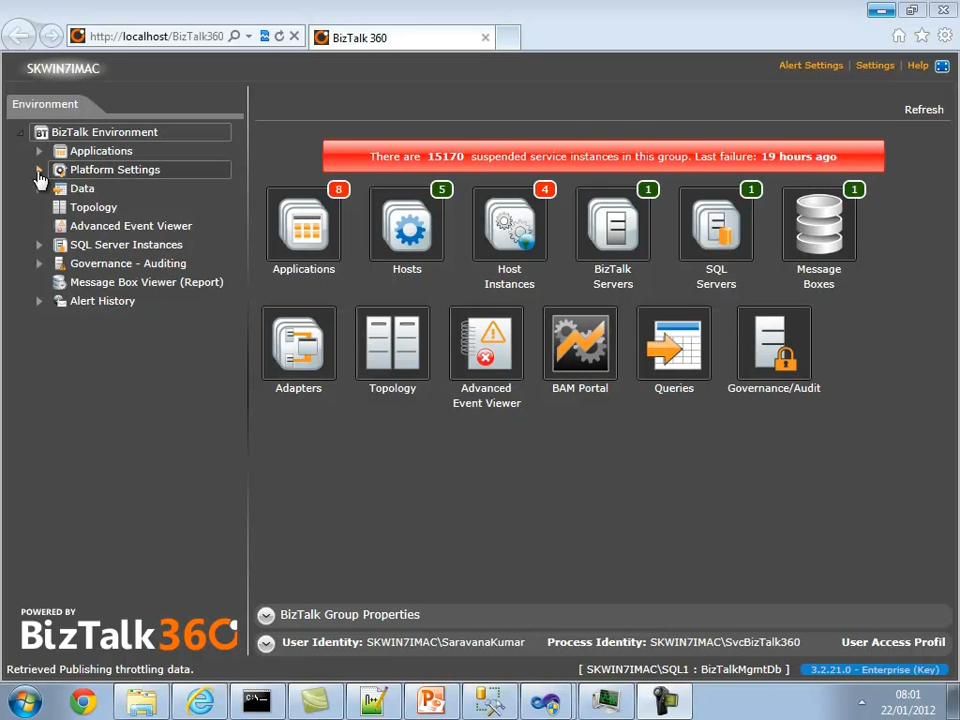 http://localhost/BizTalk360
BizTalk 360
SKWIN7IMAC
Alert Settings | Settings | Help
Environment
Refresh
BT BizTalk Environment
Applications
Platform Settings
Data
Topology
Advanced Event Viewer
SQL Server Instances
Governance - Auditing
Message Box Viewer (Report)
Alert History
There are 15170 suspended service instances in this group. Last failure: 19 hours ago
8
5
4
1
1
1
Applications
Hosts
Host
Instances
BizTalk
Servers
SQL
Servers
Message
Boxes
Adapters
Topology
Advanced
Event Viewer
BAM Portal
Queries
Governance/Audit
POWERED BY
BizTalk360
BizTalk Group Properties
User Identity: SKWIN7IMAC\SaravanaKumar
Process Identity: SKWIN7IMAC\SvcBizTalk360
User Access Profil
Retrieved Publishing throttling data.
[ SKWIN7IMAC\SQL1 : BizTalkMgmtDb ]
3.2.21.0 - Enterprise (Key)
08:01
22/01/2012